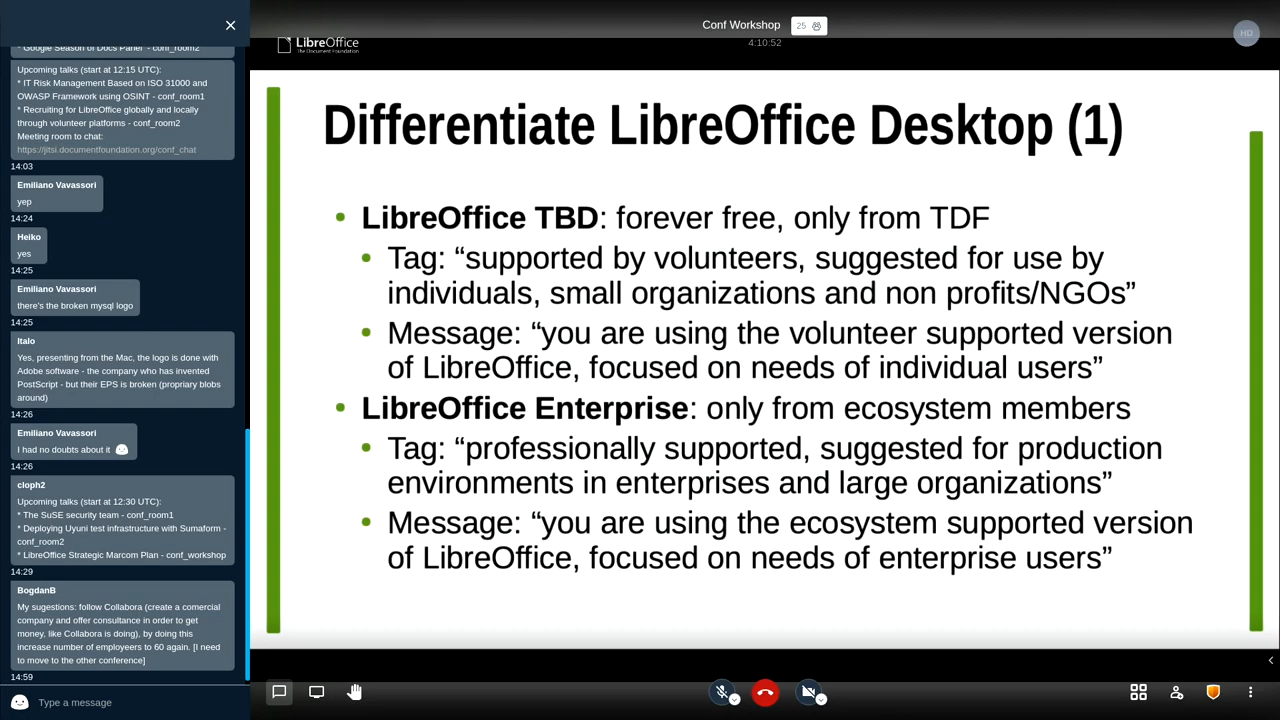 * Google Season of Docs Panel - conf_room2
Upcoming talks (start at 12:15 UTC):
* IT Risk Management Based on ISO 31000 and
OWASP Framework using OSINT - conf_room1
* Recruiting for LibreOffice globally and locally
through volunteer platforms - conf_room2
Meeting room to chat:
https://jitsi.documentfoundation.org/conf_chat
14:03
Emiliano Vavassori
yep
14:24
Heiko
yes
14:25
Emiliano Vavassori
there's the broken mysql logo
14:25
Italo
Yes, presenting from the Mac, the logo is done with
Adobe software - the company who has invented
PostScript - but their EPS is broken (propriary blobs
around)
14:26
Emiliano Vavassori
I had no doubts about it
14:26
cloph2
Upcoming talks (start at 12:30 UTC):
* The SuSE security team - conf_room1
* Deploying Uyuni test infrastructure with Sumaform -
conf_room2
* LibreOffice Strategic Marcom Plan - conf_workshop
14:29
BogdanB
My sugestions: follow Collabora (create a comercial
company and offer consultance in order to get
money, like Collabora is doing), by doing this
increase number of employeers to 60 again. [I need
to move to the other conference]
14:59
Type a message
Conf Workshop 25
4:10:52
HD
LibreOffice
The Document Foundation
Differentiate LibreOffice Desktop (1)
• LibreOffice TBD: forever free, only from TDF
• Tag: “supported by volunteers, suggested for use by
individuals, small organizations and non profits/NGOs”
• Message: “you are using the volunteer supported version
of LibreOffice, focused on needs of individual users”
• LibreOffice Enterprise: only from ecosystem members
• Tag: “professionally supported, suggested for production
environments in enterprises and large organizations”
• Message: “you are using the ecosystem supported version
of LibreOffice, focused on needs of enterprise users”